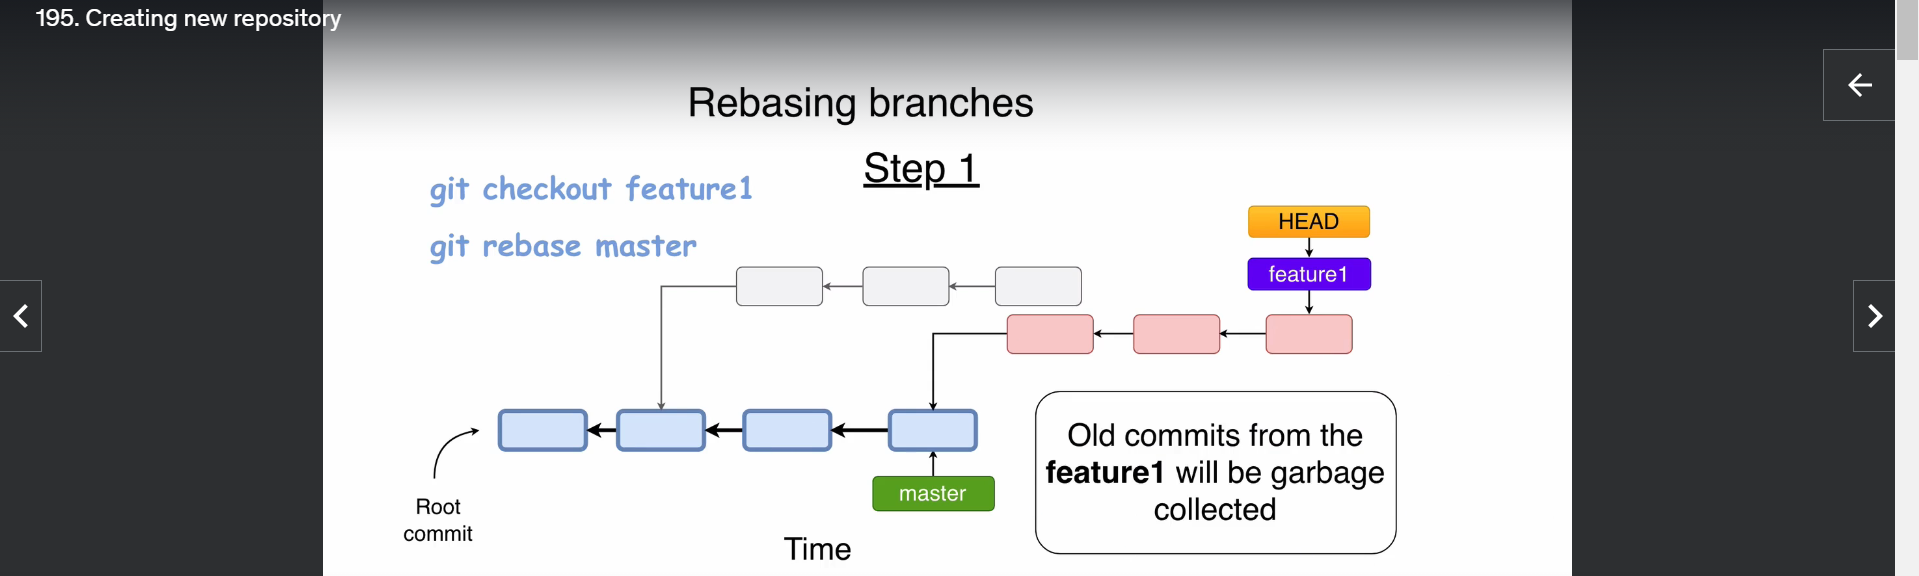 195. Creating new repository
Rebasing branches
Step 1
git checkout feature1
git rebase master
HEAD
feature1
Old commits from the
feature1 will be garbage
collected
master
Root
commit
Time